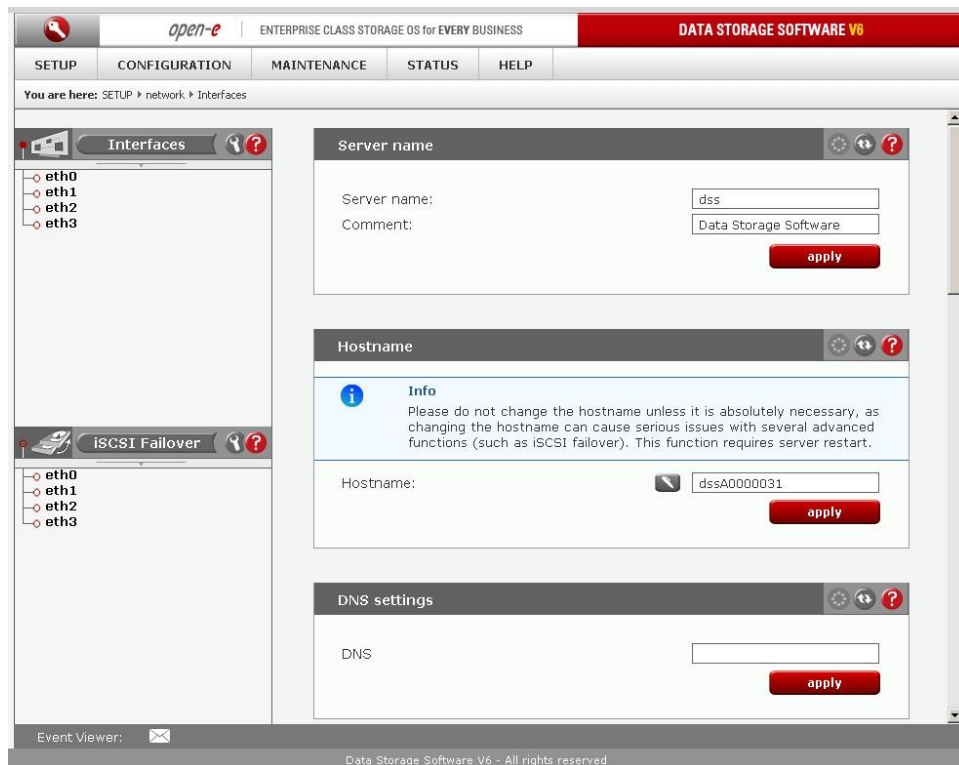 open-e
ENTERPRISE CLASS STORAGE OS for EVERY BUSINESS
DATA STORAGE SOFTWARE V6
SETUP CONFIGURATION MAINTENANCE STATUS HELP
You are here: SETUP network Interfaces
Interfaces
?
eth0
eth1
eth2
eth3
iSCSI Failover
?
eth0
eth1
eth2
eth3
Server name
?
Server name: dss
Comment: Data Storage Software
apply
Hostname
?
i
Info
Please do not change the hostname unless it is absolutely necessary, as
changing the hostname can cause serious issues with several advanced
functions (such as iSCSI failover). This function requires server restart.
Hostname: dssA0000031
apply
DNS settings
?
DNS
apply
Event Viewer:
Data Storage Software V6 - All rights reserved